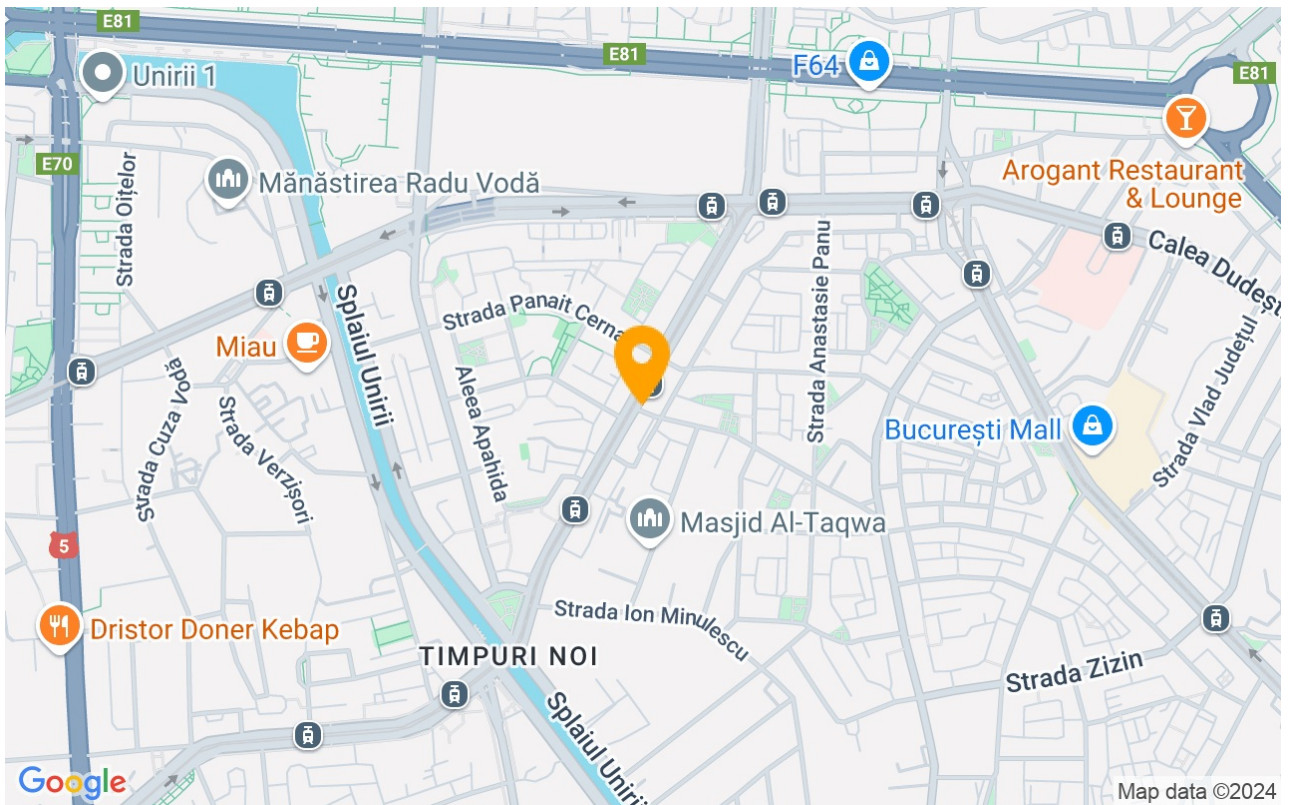 E81
E81
F64
E81
Unirii 1
E70
Strada Oițelor
Mănăstirea Radu Vodă
Arogant Restaurant
& Lounge
Calea Dudești
Strada Anastasie Panu
Splaiul Unirii
Strada Panait Cerna
Miau
Aleea Apahida
Strada Cuza Vodă
Strada Verzișori
București Mall
Strada Vlad Județul
Masjid Al-Taqwa
5
Strada Ion Minulescu
Dristor Doner Kebap
TIMPURI NOI
Strada Zizin
Splaiul Unirii
Google
Map data ©2024